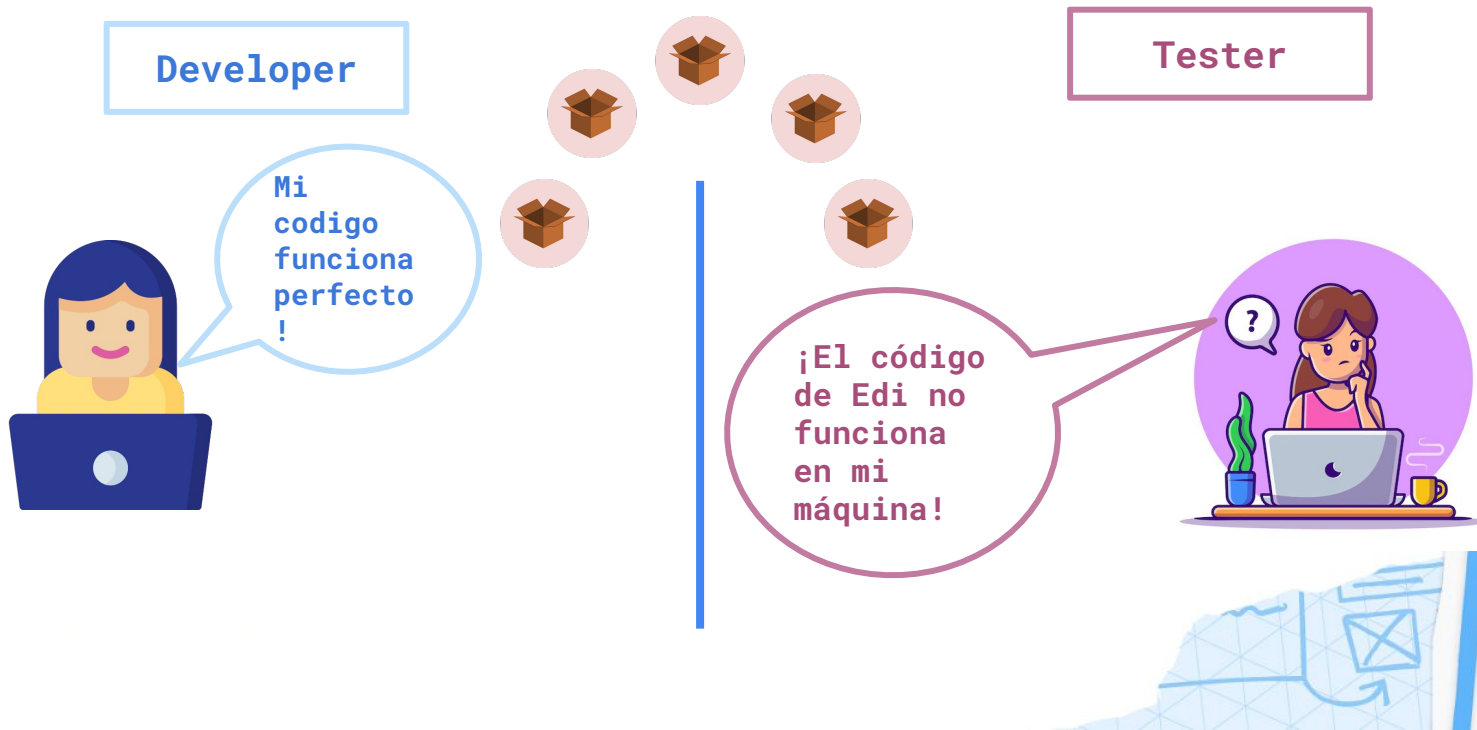 Developer
Tester
Mi
codigo
funciona
perfecto
!
?
¡El código
de Edi no
funciona
en mi
máquina!